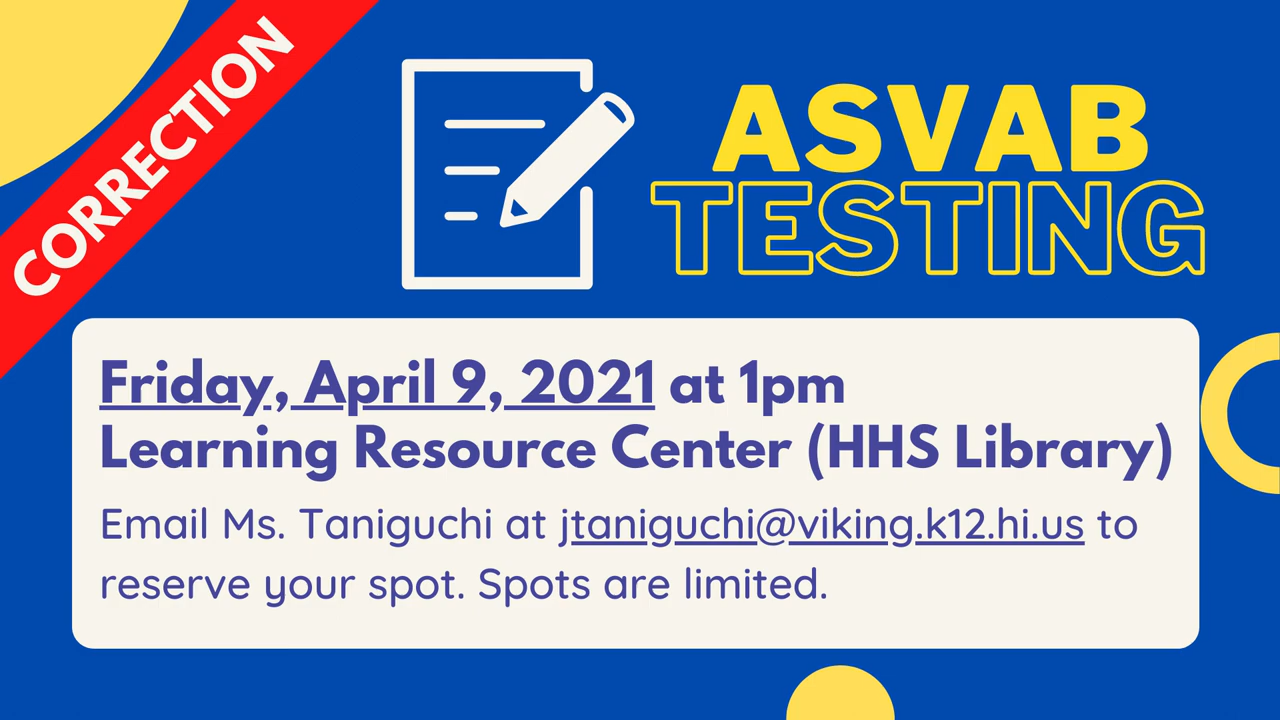 CORRECTION
ASVAB
TESTING
Friday, April 9, 2021 at 1pm
Learning Resource Center (HHS Library)
Email Ms. Taniguchi at jtaniguchi@viking.k12.hi.us to
reserve your spot. Spots are limited.